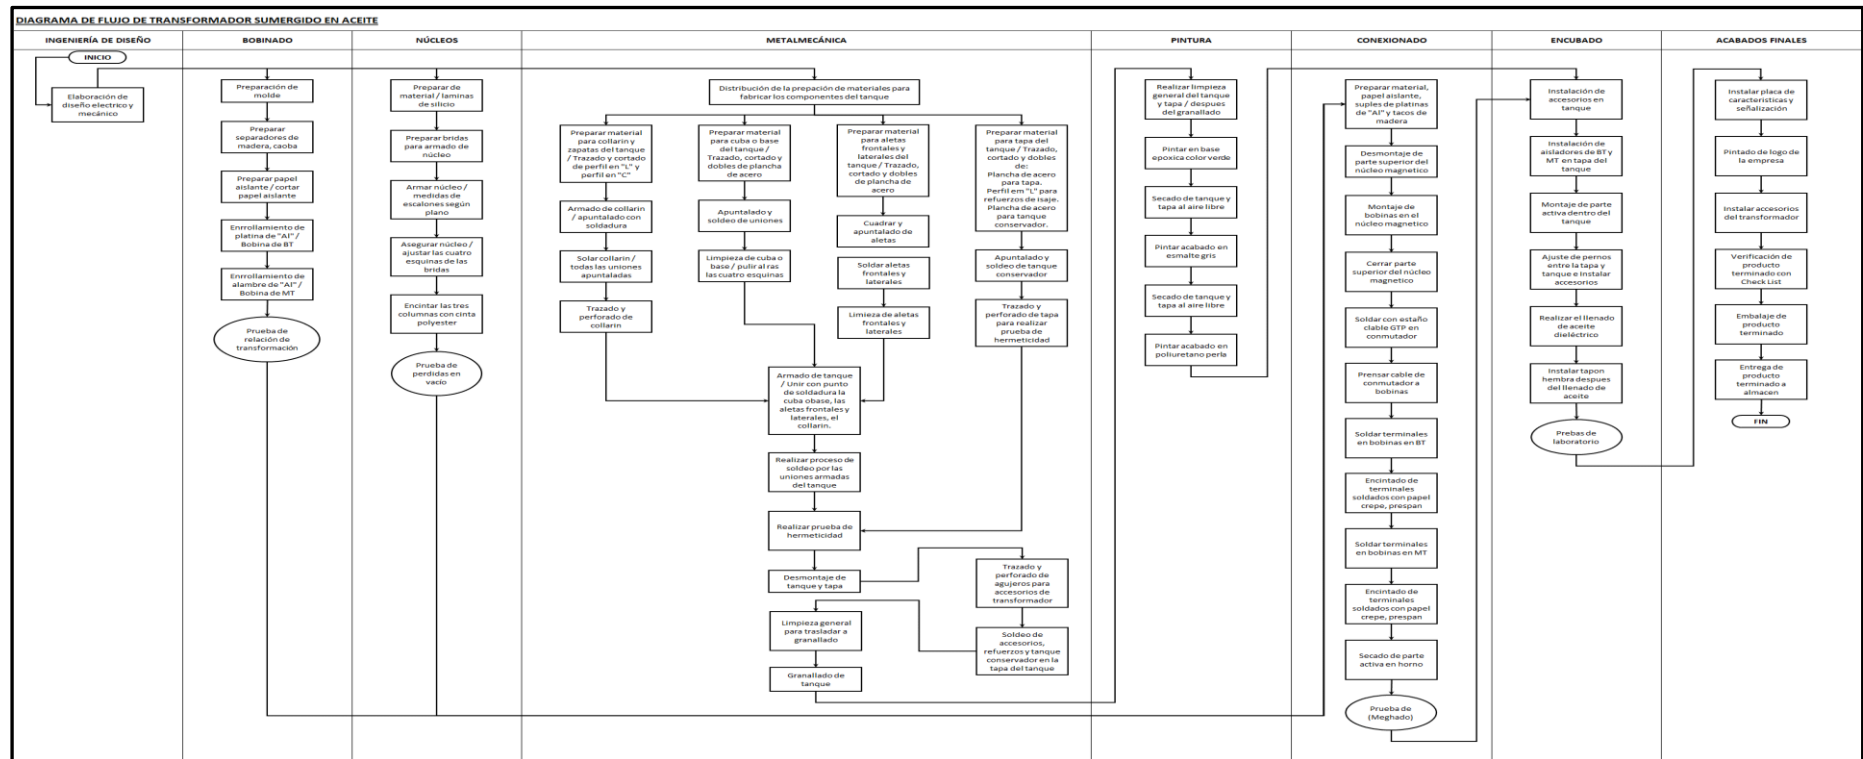 DIAGRAMA DE FLUJO DE TRANSFORMADOR SUMERGIDO EN ACEITE
INGENIERÍA DE DISEÑO
INICIO
Elaboración de
diseño electrico y
mecánico
BOBINADO
Preparación de
molde
Preparar
separadores de
madera, caoba
Preparar papel
aislante / cortar
papel aislante
Enrrollamiento de
platina de "Al" /
Bobina de BT
Enrrollamiento de
alambre de "Al" /
Bobina de MT
Prueba de
relación de
transformación
NÚCLEOS
Preparar de
material / laminas
de silicio
Preparar bridas
para armado de
núcleo
Armar núcleo /
medidas de
escalones según
plano
Asegurar núcleo /
ajustar las cuatro
esquinas de las
bridas
Encintar las tres
columnas con cinta
polyester
Prueba de
perdidas en
vacío
METALMECÁNICA
Distribución de la prepación de materiales para
fabricar los componentes del tanque
Preparar material
para collarin y
zapatas del tanque
/ Trazado y cortado
de perfil en "L" y
perfil en "C"
Armado de collarin
/ apuntalado con
soldadura
Solar collarin /
todas las uniones
apuntaladas
Trazado y
perforado de
collarin
Preparar material
para cuba o base
del tanque /
Trazado, cortado y
dobles de plancha
de acero
Apuntalado y
soldeo de uniones
Limpieza de cuba o
base / pulir al ras
las cuatro esquinas
Preparar material
para aletas
frontales y
laterales del
tanque / Trazado,
cortado y dobles
de plancha de
acero
Cuadrar y
apuntalado de
aletas
Soldar aletas
frontales y
laterales
Limieza de aletas
frontales y
laterales
Preparar material
para tapa del
tanque / Trazado,
cortado y dobles
de:
Plancha de acero
para tapa.
Perfil em "L" para
refuerzos de isaje.
Plancha de acero
para tanque
conservador.
Apuntalado y
soldeo de tanque
conservador
Trazado y
perforado de tapa
para realizar
prueba de
hermeticidad
Armado de tanque
/ Unir con punto
de soldadura la
cuba obase, las
aletas frontales y
laterales, el
collarin.
Realizar proceso de
soldeo por las
uniones armadas
del tanque
Realizar prueba de
hermeticidad
Desmontaje de
tanque y tapa
Trazado y
perforado de
agujeros para
accesorios de
transformador
Soldeo de
accesorios,
refuerzos y tanque
conservador en la
tapa del tanque
Limpieza general
para trasladar a
granallado
Granallado de
tanque
PINTURA
Realizar limpieza
general del tanque
y tapa / despues
del granallado
Pintar en base
epoxica color verde
Secado de tanque y
tapa al aire libre
Pintar acabado en
esmalte gris
Secado de tanque y
tapa al aire libre
Pintar acabado en
poliuretano perla
CONEXIONADO
Preparar material,
papel aislante,
suples de platinas
de "Al" y tacos de
madera
Desmontaje de
parte superior del
núcleo magnetico
Montaje de
bobinas en el
núcleo magnetico
Cerrar parte
superior del núcleo
magnetico
Soldar con estaño
clable GTP en
conmutador
Prensar cable de
conmutador a
bobinas
Soldar terminales
en bobinas en BT
Encintado de
terminales
soldados con papel
crepe, prespan
Soldar terminales
en bobinas en MT
Encintado de
terminales
soldados con papel
crepe, prespan
Secado de parte
activa en horno
Prueba de
(Meghado)
ENCUBADO
Instalación de
accesorios en
tanque
Instalación de
aisladores de BT y
MT en tapa del
tanque
Montaje de parte
activa dentro del
tanque
Ajuste de pernos
entre la tapa y
tanque e Instalar
accesorios
Realizar el llenado
de aceite
dieléctrico
Instalar tapon
hembra despues
del llenado de
aceite
Prebas de
laboratorio
ACABADOS FINALES
Instalar placa de
caracteristicas y
señalización
Pintado de logo de
la empresa
Instalar accesorios
del transformador
Verificación de
producto
terminado con
Check List
Embalaje de
producto
terminado
Entrega de
producto
terminado a
almacen
FIN